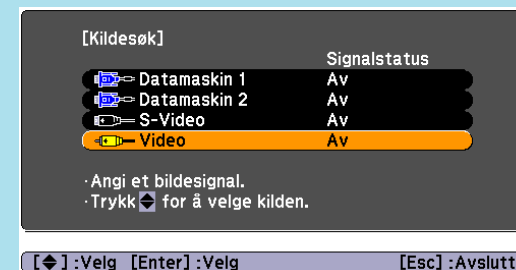 [Kildesøk]
Signalstatus
Datamaskin 1 Av
Datamaskin 2 Av
S-Video Av
Video Av
·Angi et bildesignal.
·Trykk for å velge kilden.
[ ] :Velg [Enter] :Velg [Esc] :Avslutt